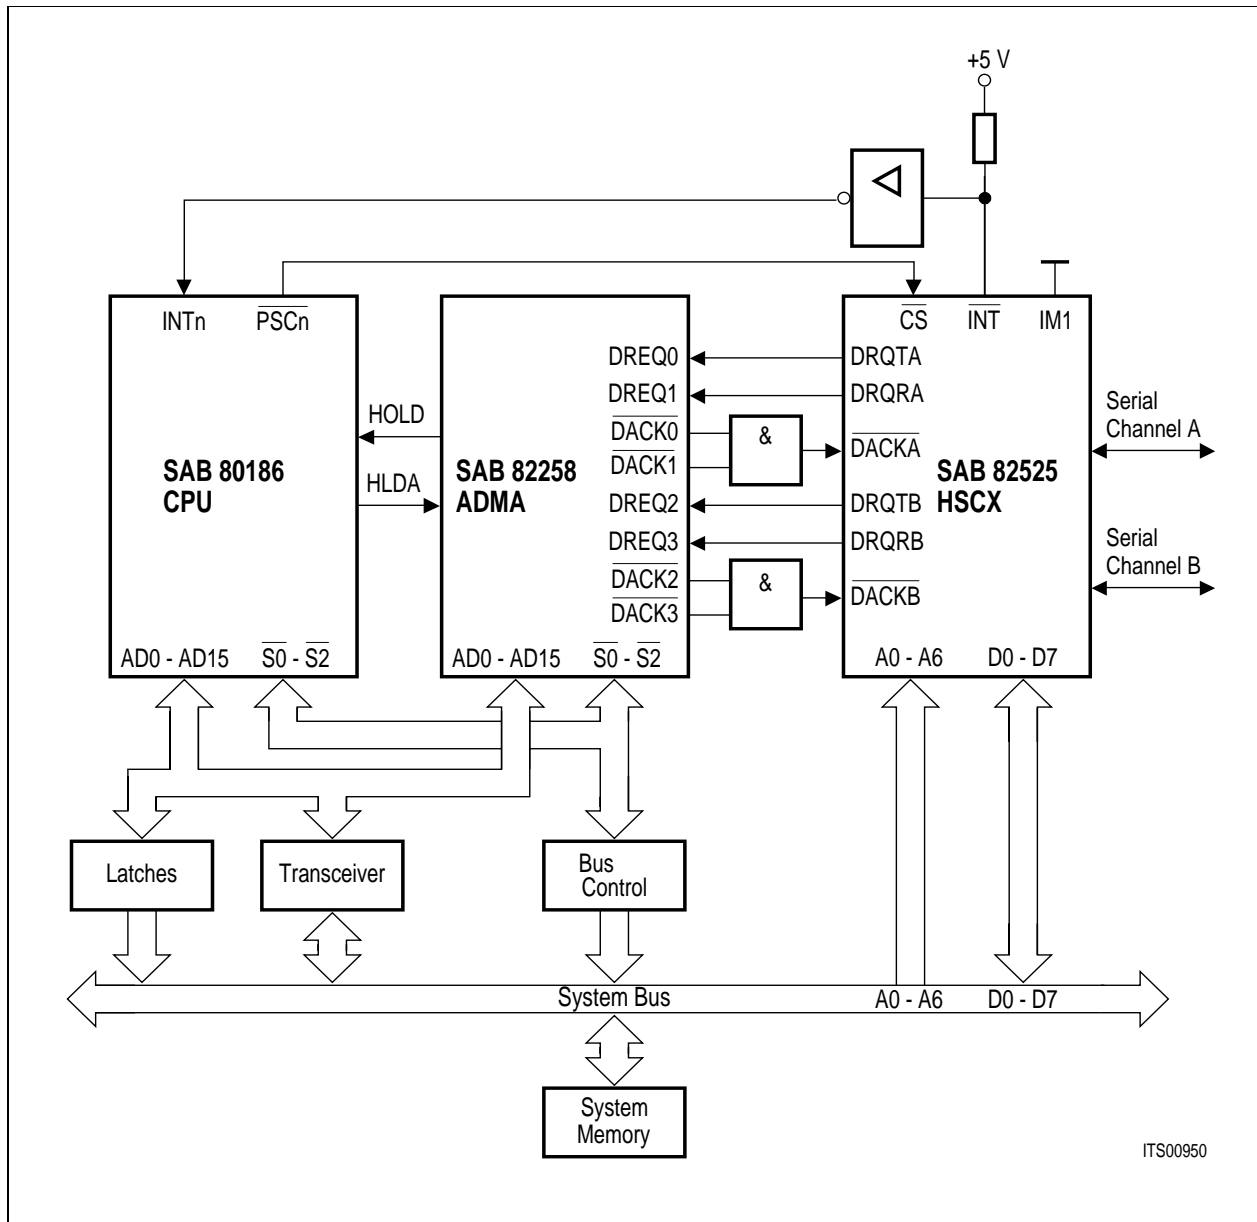 +5 V
INTn
PSCn
CS
INT
IM1
DREQ0
DRQTA
DREQ1
DRQRA
HOLD
DACK0
&
DACKA
Serial
Channel A
SAB 80186
CPU
HLDA
DACK1
SAB 82258
ADMA
SAB 82525
HSCX
DREQ2
DRQTB
DREQ3
DRQRB
Serial
Channel B
DACK2
&
DACKB
DACK3
AD0 - AD15
S0 - S2
AD0 - AD15
S0 - S2
A0 - A6
D0 - D7
Latches
Transceiver
Bus
Control
System Bus
A0 - A6
D0 - D7
System
Memory
ITS00950